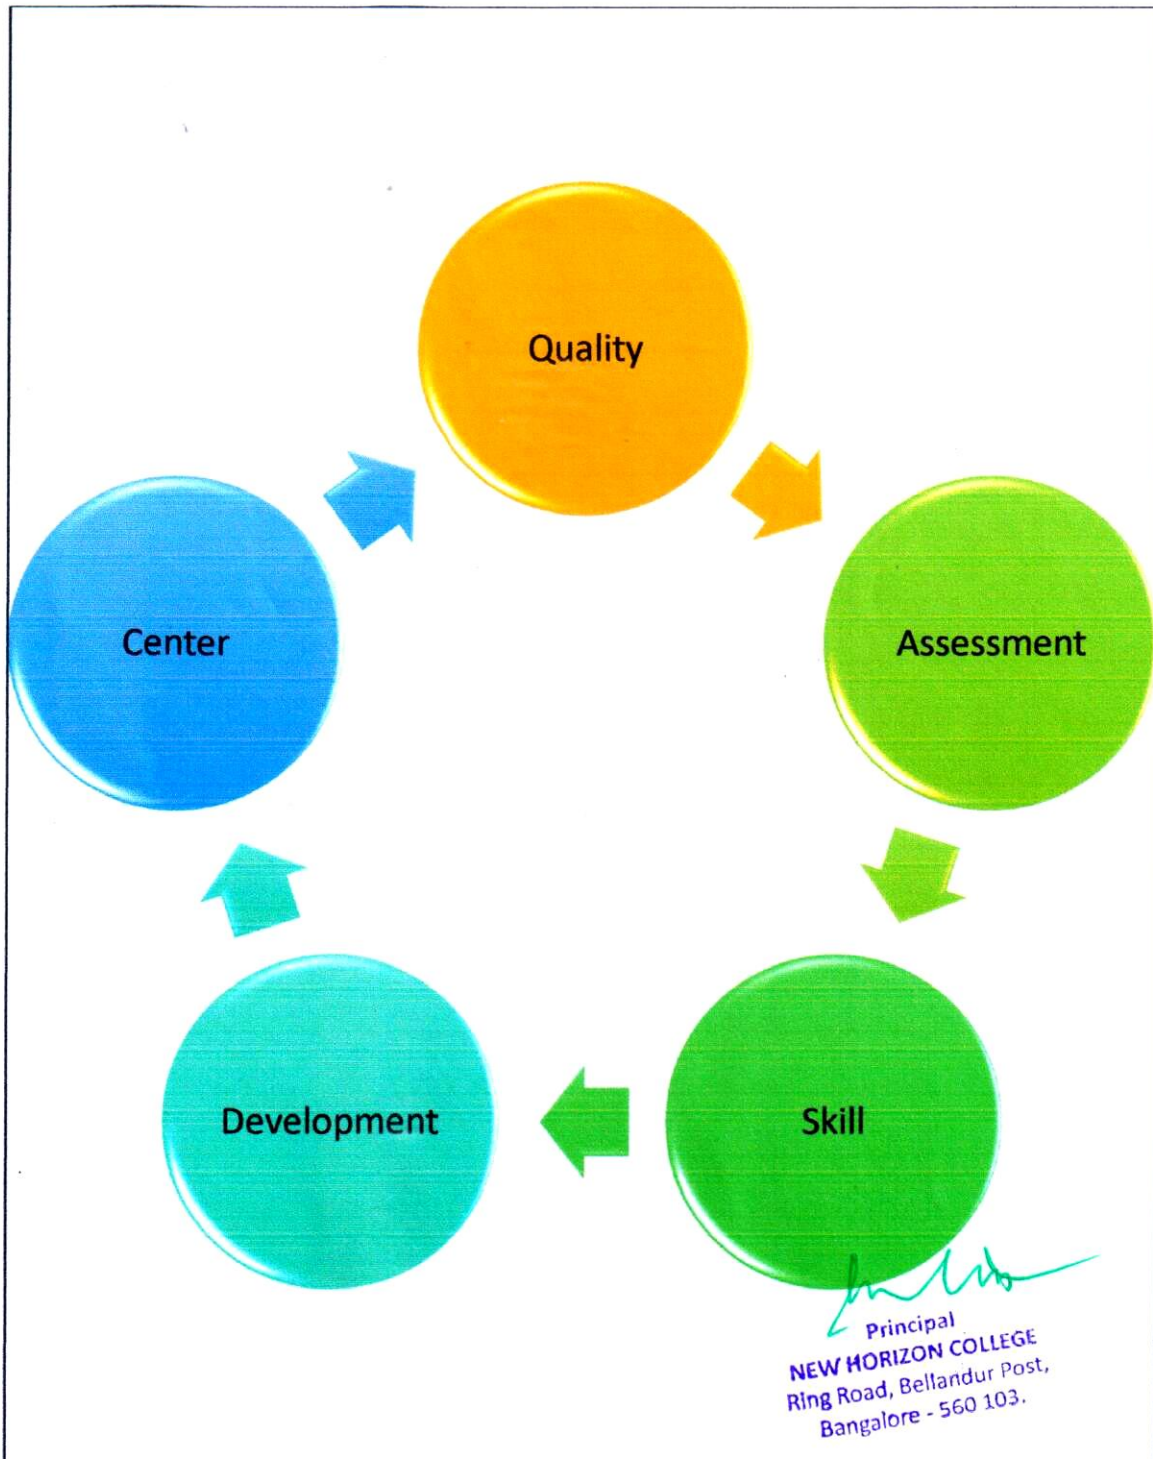 Quality
Assessment
Skill
Development
Center
Principal
NEW HORIZON COLLEGE
Ring Road, Bellandur Post,
Bangalore - 560 103.